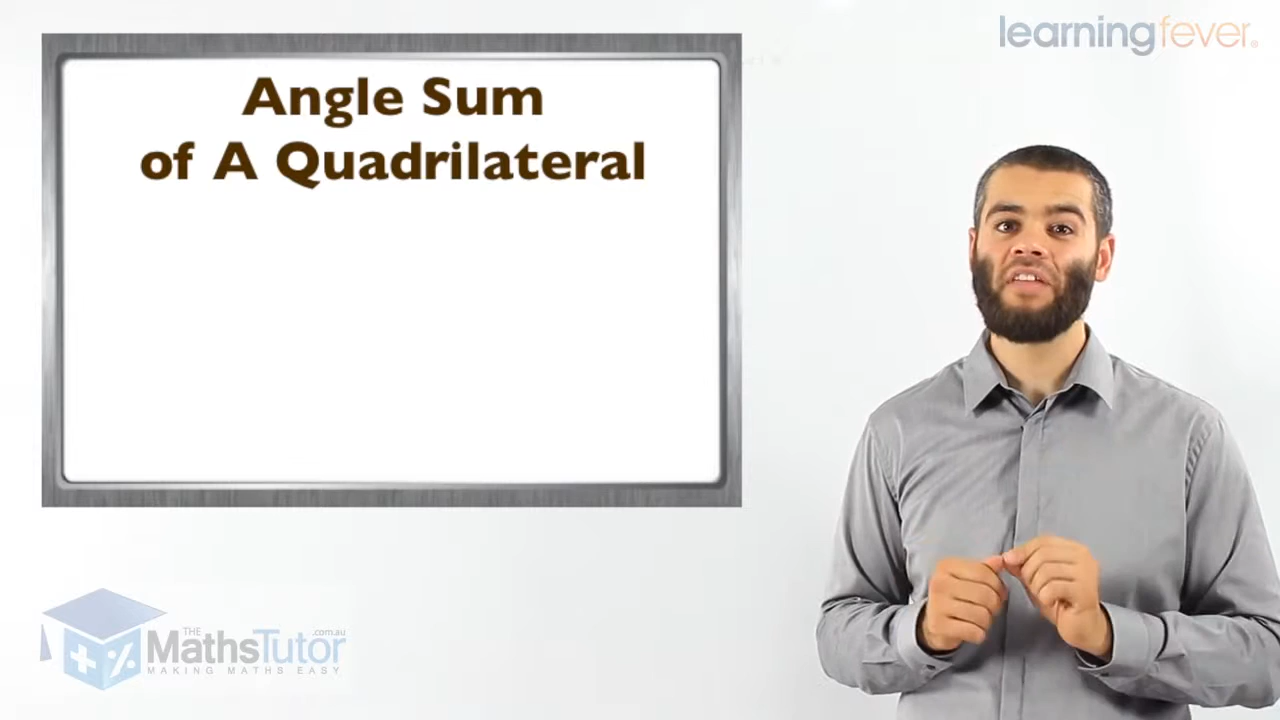 learningfever.
Angle Sum
of A Quadrilateral
THE
MathsTutor
.com.au
MAKING MATHS EASY